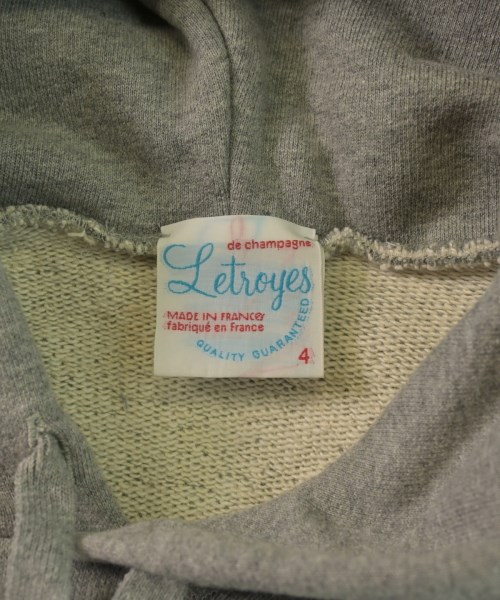 de champagne
Letroyes
MADE IN FRANCE
fabriqué en France
QUALITY GUARANTEED
4